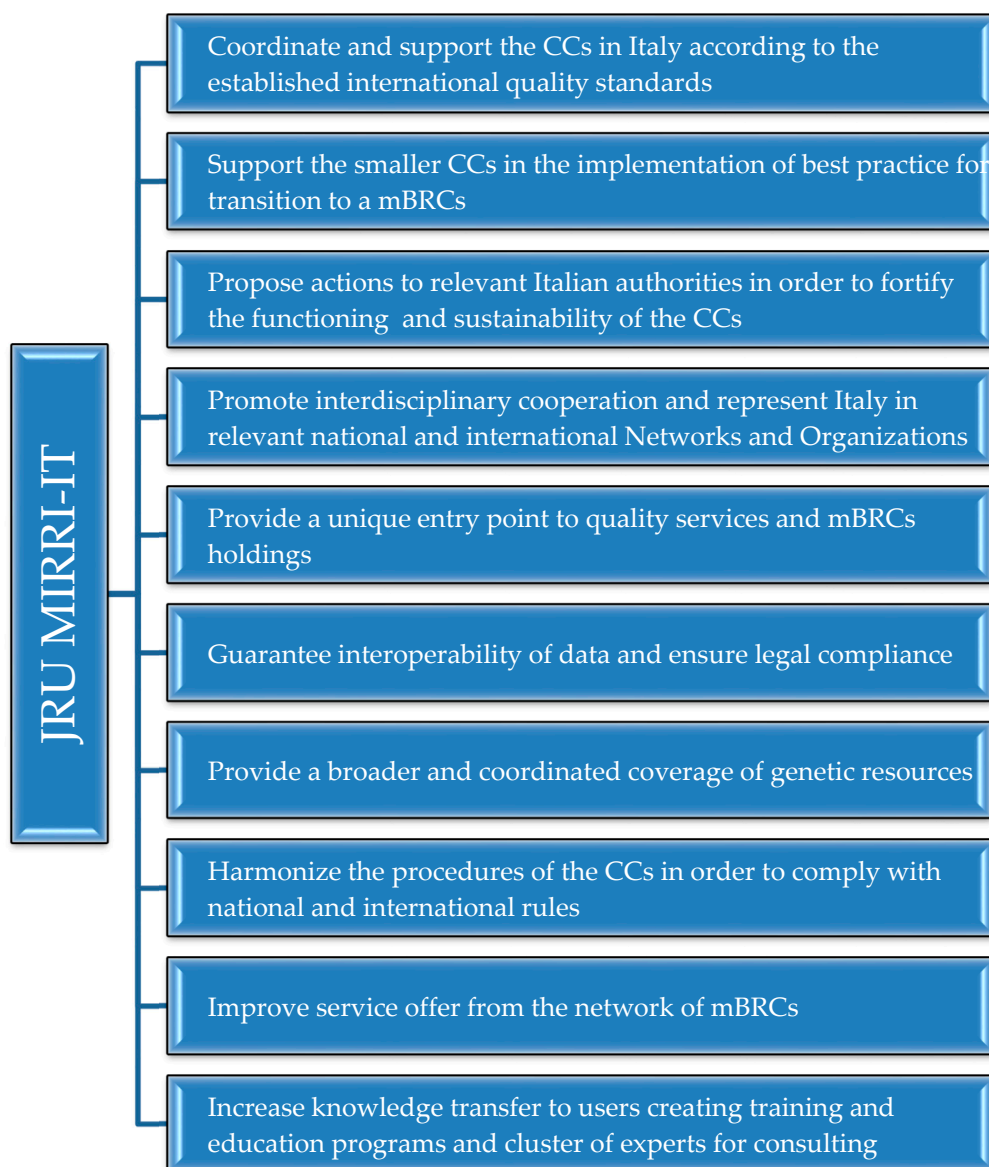 JRU MIRRI-IT
Coordinate and support the CCs in Italy according to the
established international quality standards
Support the smaller CCs in the implementation of best practice for
transition to a mBRCs
Propose actions to relevant Italian authorities in order to fortify
the functioning and sustainability of the CCs
Promote interdisciplinary cooperation and represent Italy in
relevant national and international Networks and Organizations
Provide a unique entry point to quality services and mBRCs
holdings
Guarantee interoperability of data and ensure legal compliance
Provide a broader and coordinated coverage of genetic resources
Harmonize the procedures of the CCs in order to comply with
national and international rules
Improve service offer from the network of mBRCs
Increase knowledge transfer to users creating training and
education programs and cluster of experts for consulting